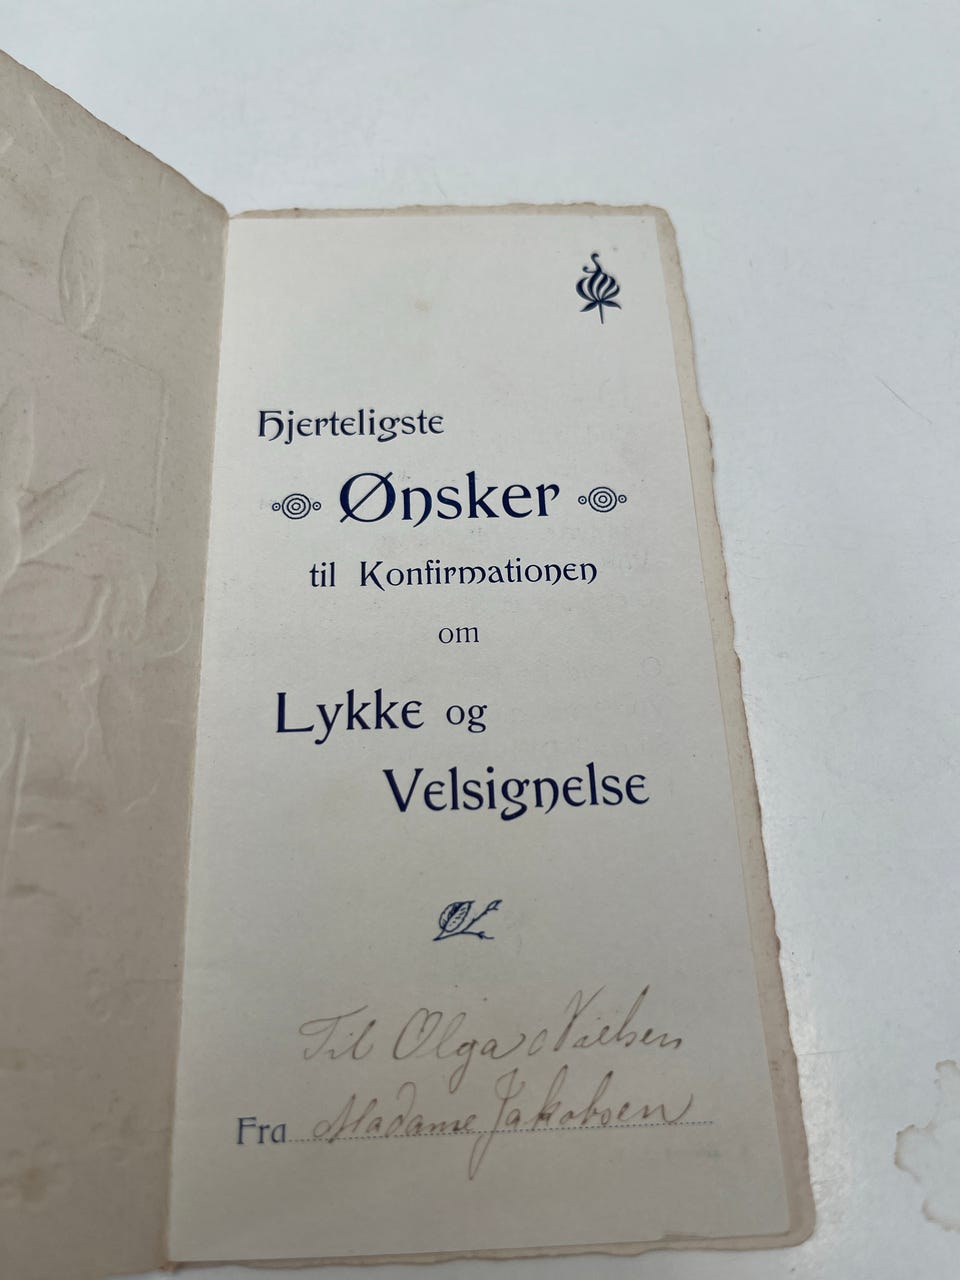 Hjerteligste
Ønsker
til Konfirmationen
om
Lykke og
Velsignelse
Til Olga Nielsen
Fra Madame Jakobsen